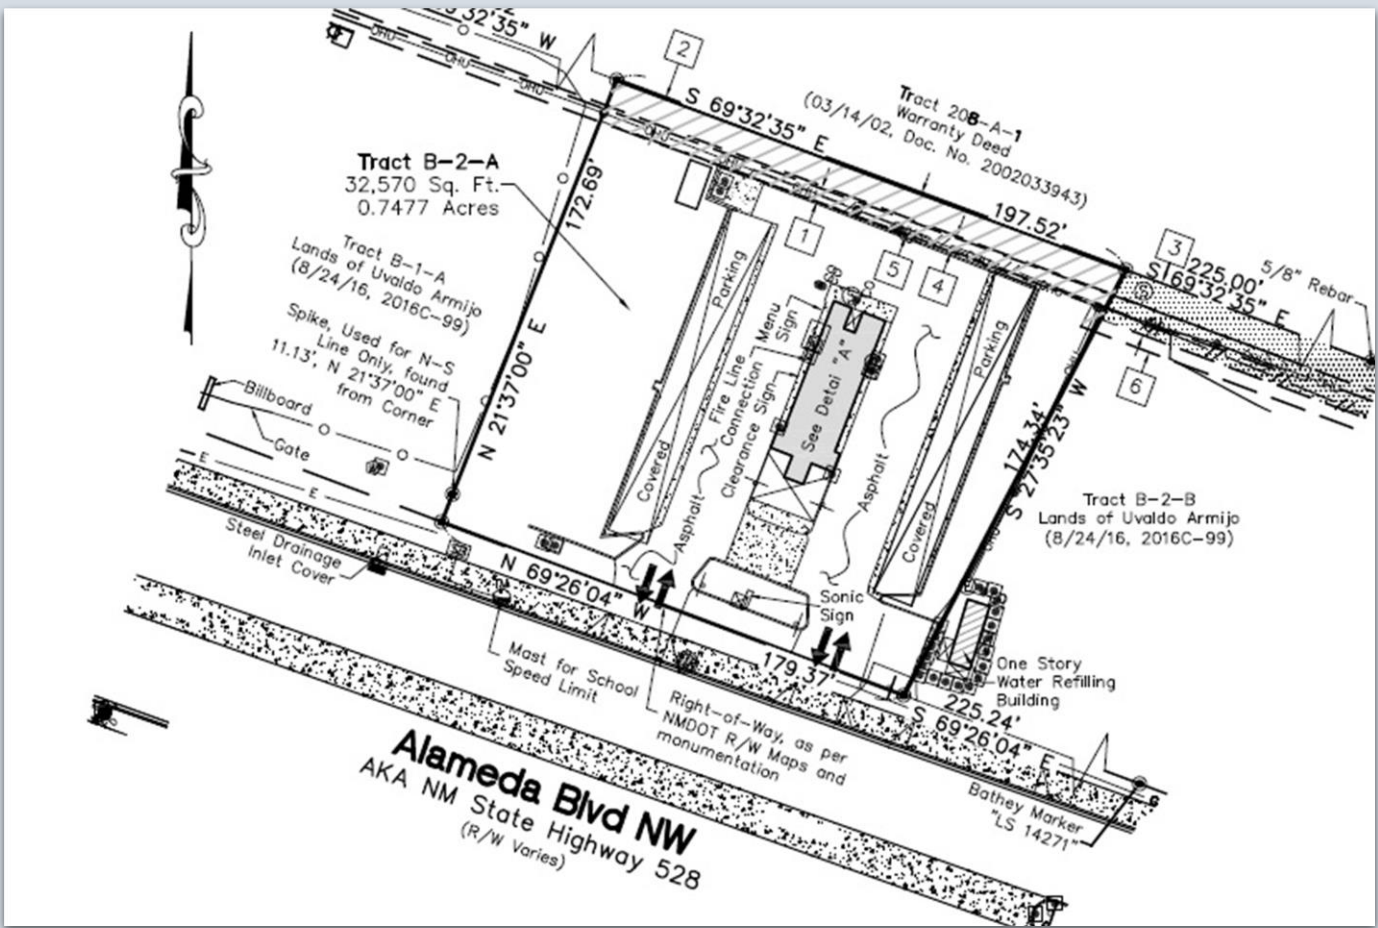 32'35" W
OHU
OHU
OHU
2
S 69°32'35" E
OHU
197.52'
Tract 20B-A-1
Warranty Deed
(03/14/02, Doc. No. 2002033943)
Tract B-2-A
32,570 Sq. Ft.
0.7477 Acres
172.69'
N 21°37'00" E
1
5
4
3
225.00'
S 69°32'35" E
5/8" Rebar
6
Tract B-1-A
Lands of Uvaldo Armijo
(8/24/16, 2016C-99)
Spike, Used for N-S
Line Only, found
11.13', N 21°37'00" E
from Corner
Billboard
Gate
E
E
Parking
Covered
Asphalt
Menu
Sign
Fire Line
Connection
Clearance Sign
See Detai "A"
Asphalt
Parking
Covered
OHU
174.34'
S 27°35'23" W
OHU
Tract B-2-B
Lands of Uvaldo Armijo
(8/24/16, 2016C-99)
Steel Drainage
Inlet Cover
N 69°26'04" W
179.37'
Sonic
Sign
Mast for School
Speed Limit
Right-of-Way, as per
NMDOT R/W Maps and
monumentation
One Story
Water Refilling
Building
225.24'
S 69°26'04" E
Bathey Marker
"LS 14271"
Alameda Blvd NW
AKA NM State Highway 528
(R/W Varies)